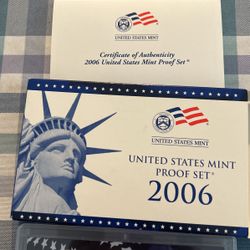 UNITED STATES MINT
Certificate of Authenticity
2006 United States Mint Proof Set®
UNITED STATES MINT
UNITED STATES MINT
PROOF SET®
2006